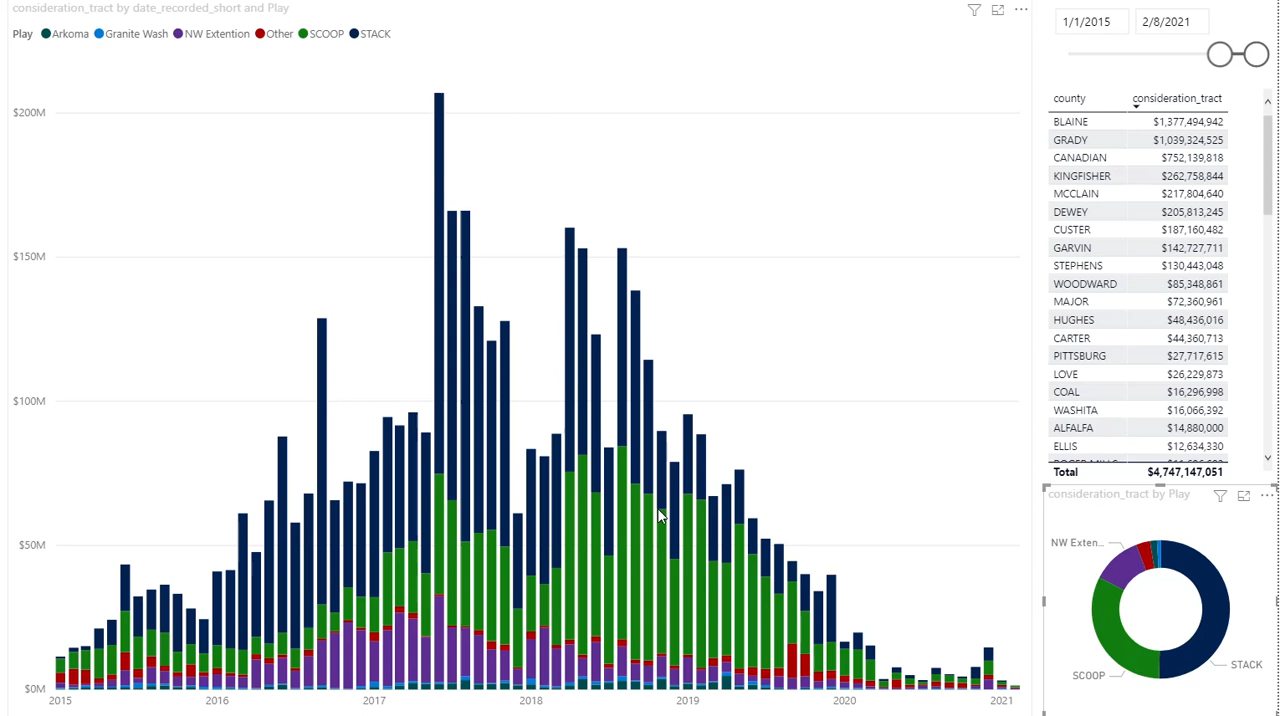 consideration_tract by date_recorded_short and Play
Play Arkoma Granite Wash NW Extention Other SCOOP STACK
$200M
$150M
$100M
$50M
$0M
2015 2016 2017 2018 2019 2020 2021
1/1/2015 2/8/2021
county consideration_tract
BLAINE $1,377,494,942
GRADY $1,039,324,525
CANADIAN $752,139,818
KINGFISHER $262,758,844
MCCLAIN $217,804,640
DEWEY $205,813,245
CUSTER $187,160,482
GARVIN $142,727,711
STEPHENS $130,443,048
WOODWARD $85,348,861
MAJOR $72,360,961
HUGHES $48,436,016
CARTER $44,360,713
PITTSBURG $27,717,615
LOVE $26,229,873
COAL $16,296,998
WASHITA $16,066,392
ALFALFA $14,880,000
ELLIS $12,634,330
Total $4,747,147,051
consideration_tract by Play
NW Exten...
STACK
SCOOP